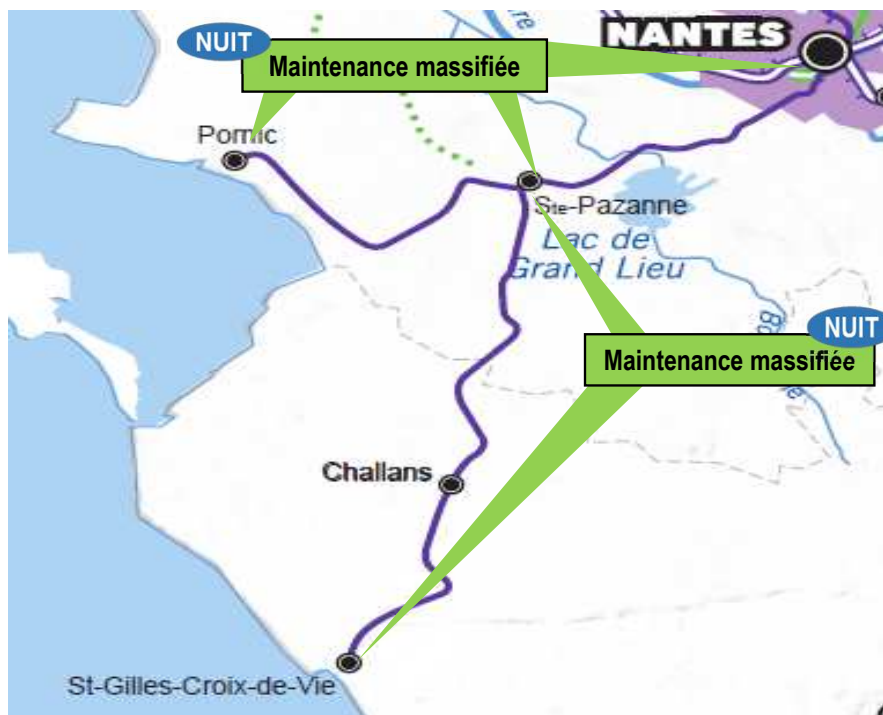 NUIT
NANTES
Maintenance massifiée
Pornic
Ste-Pazanne
Lac de
Grand Lieu
NUIT
Maintenance massifiée
Challans
St-Gilles-Croix-de-Vie